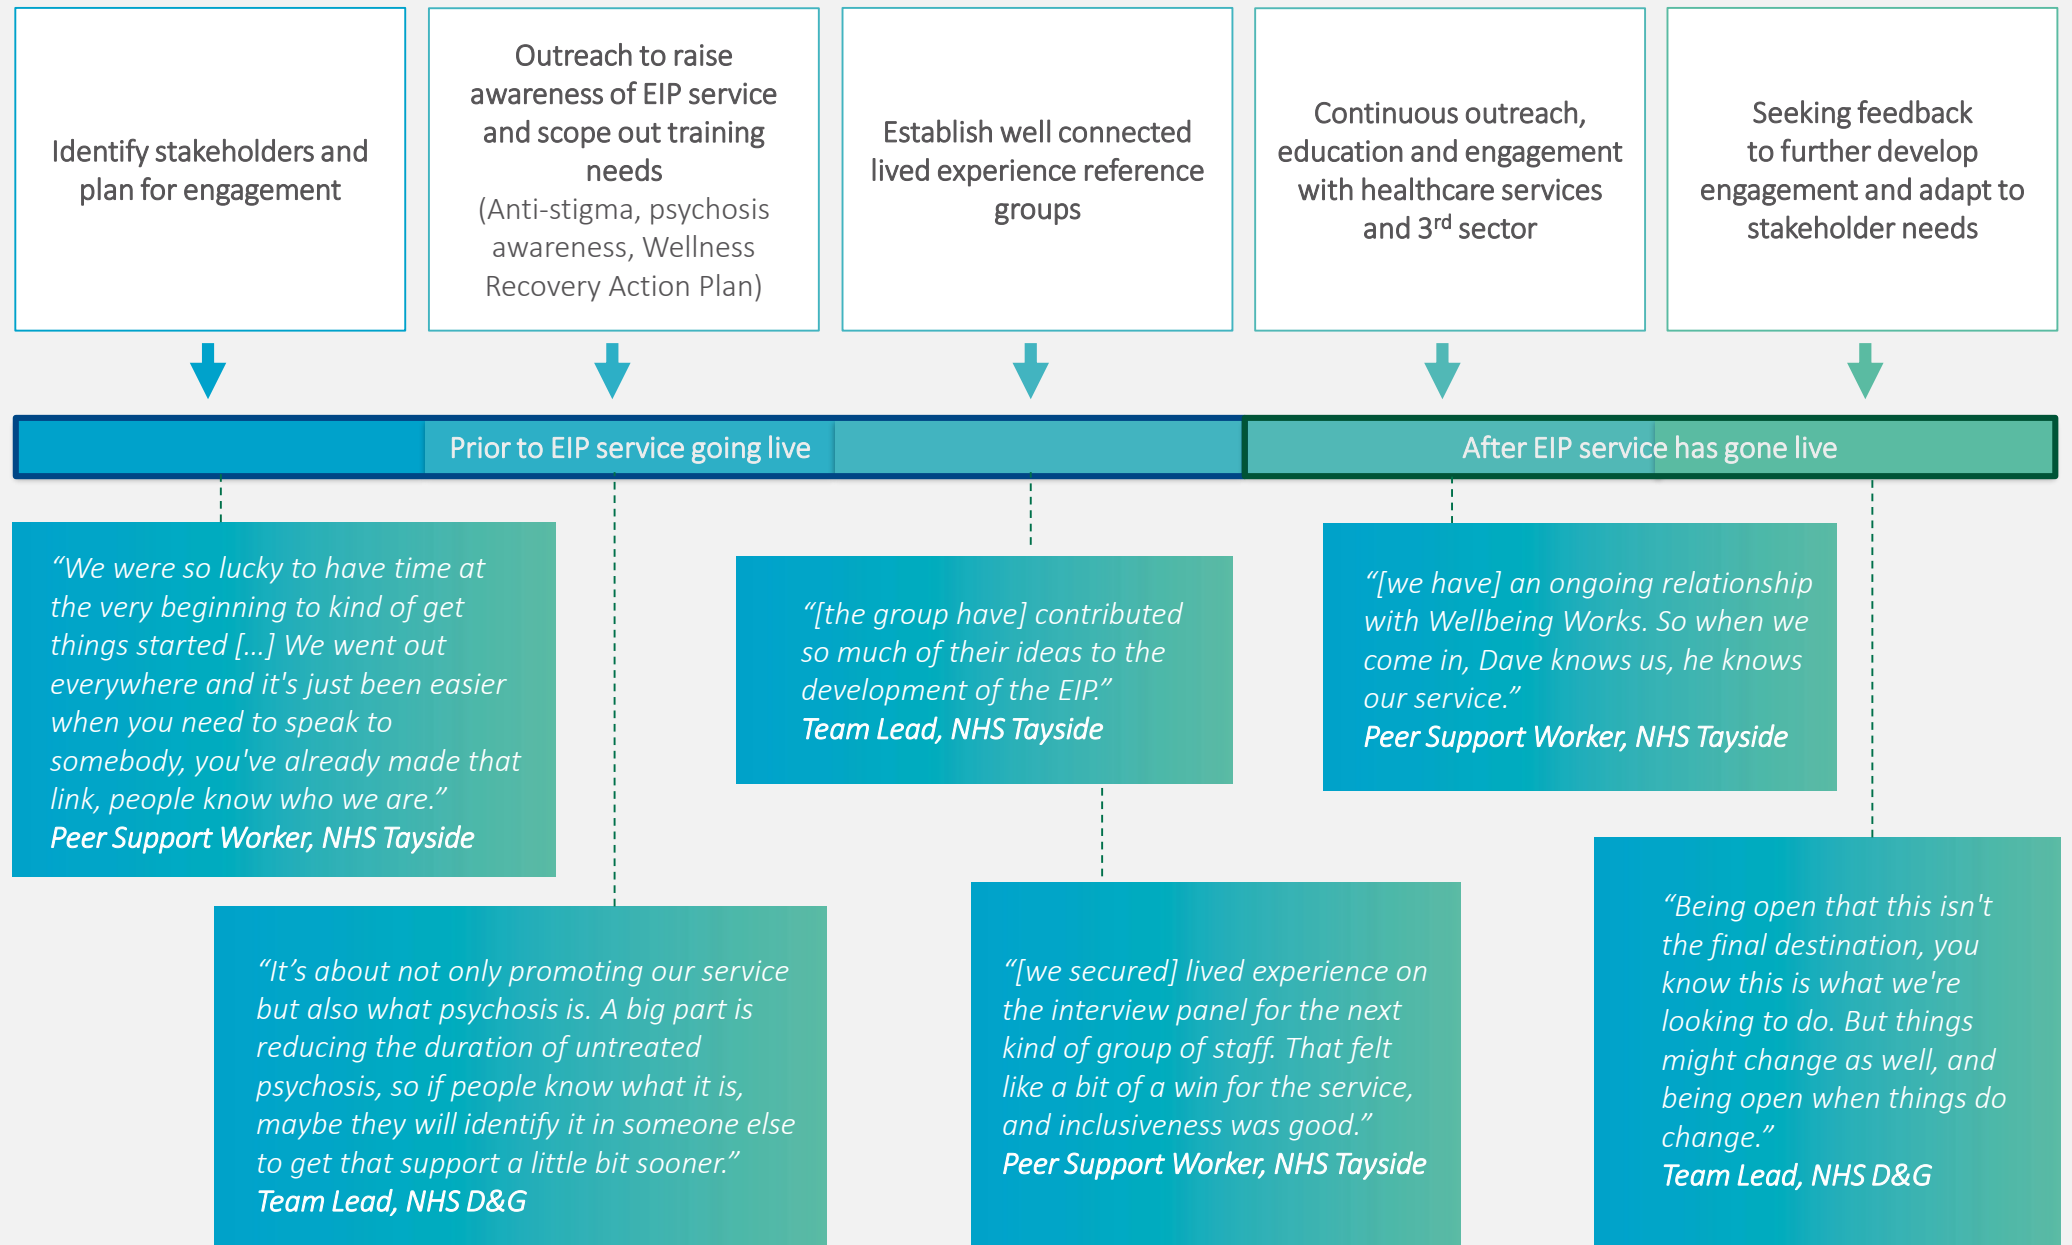 Identify stakeholders and
plan for engagement
Outreach to raise
awareness of EIP service
and scope out training
needs
(Anti-stigma, psychosis
awareness, Wellness
Recovery Action Plan)
Establish well connected
lived experience reference
groups
Continuous outreach,
education and engagement
with healthcare services
and 3rd sector
Seeking feedback
to further develop
engagement and adapt to
stakeholder needs
Prior to EIP service going live
After EIP service has gone live
“We were so lucky to have time at
the very beginning to kind of get
things started [...] We went out
everywhere and it's just been easier
when you need to speak to
somebody, you've already made that
link, people know who we are.”
Peer Support Worker, NHS Tayside
“It’s about not only promoting our service
but also what psychosis is. A big part is
reducing the duration of untreated
psychosis, so if people know what it is,
maybe they will identify it in someone else
to get that support a little bit sooner.”
Team Lead, NHS D&G
“[the group have] contributed
so much of their ideas to the
development of the EIP.”
Team Lead, NHS Tayside
“[we secured] lived experience on
the interview panel for the next
kind of group of staff. That felt
like a bit of a win for the service,
and inclusiveness was good.”
Peer Support Worker, NHS Tayside
“[we have] an ongoing relationship
with Wellbeing Works. So when we
come in, Dave knows us, he knows
our service.”
Peer Support Worker, NHS Tayside
“Being open that this isn't
the final destination, you
know this is what we're
looking to do. But things
might change as well, and
being open when things do
change.”
Team Lead, NHS D&G